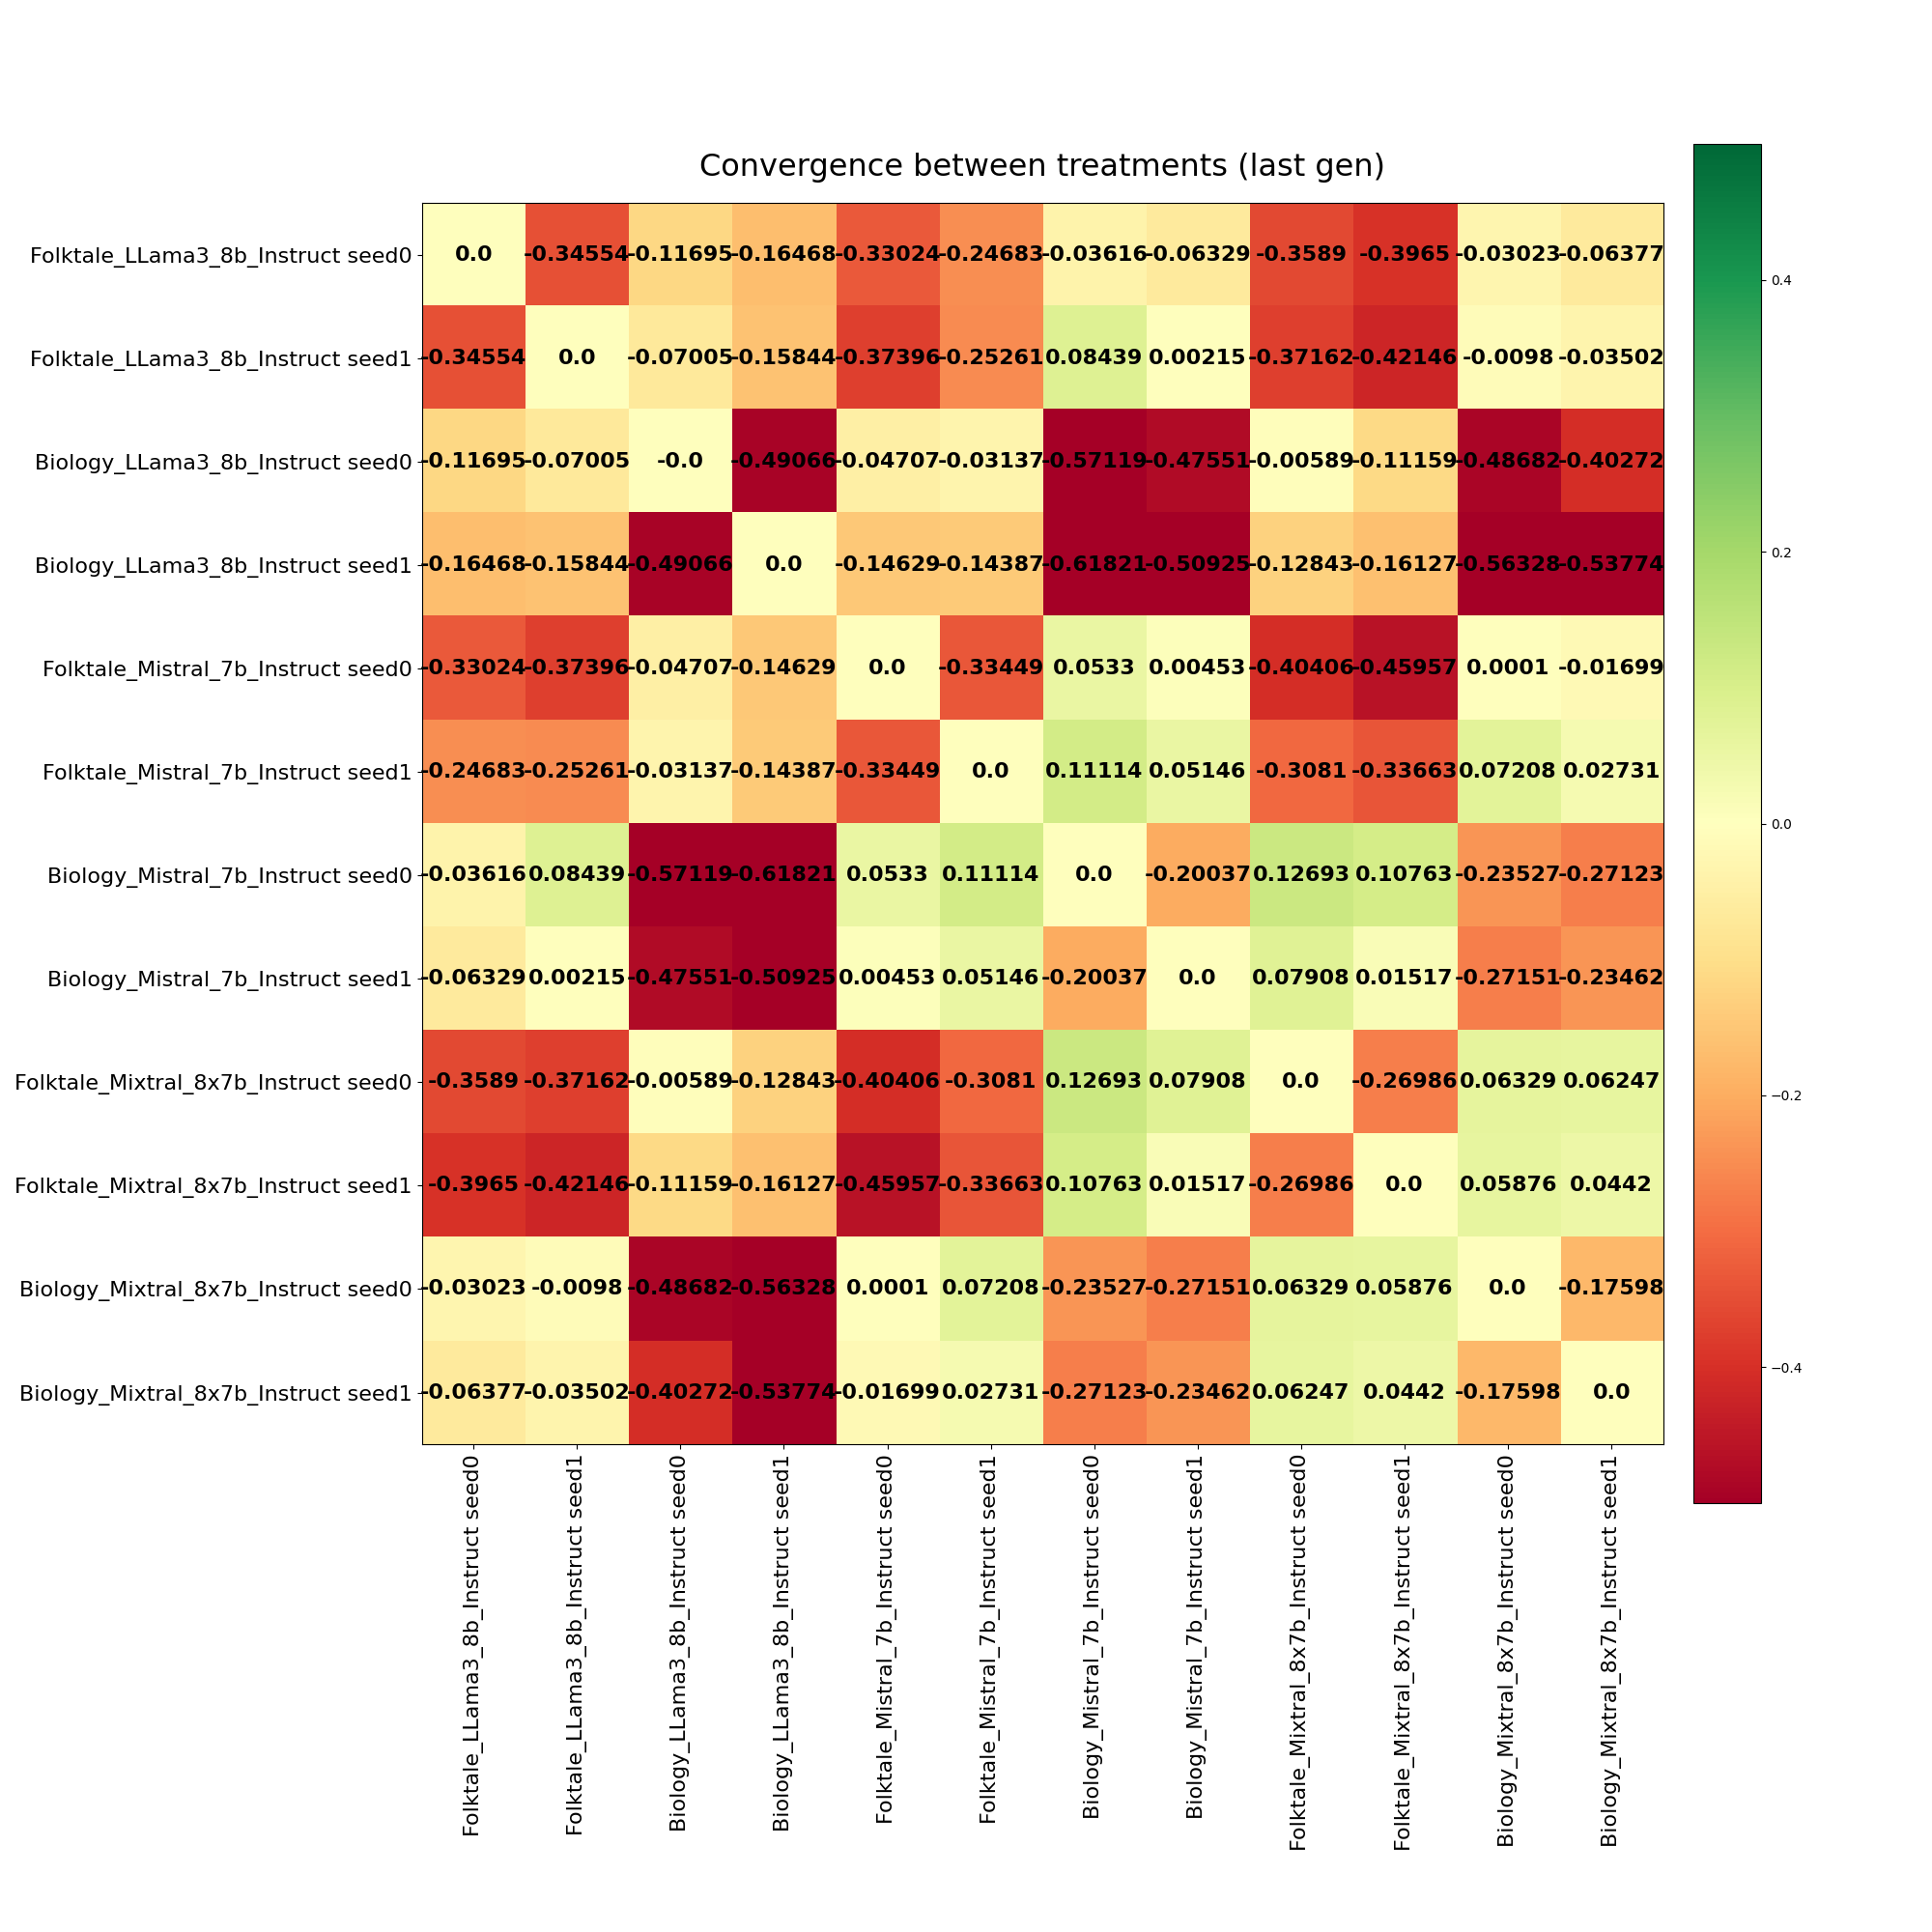 Convergence between treatments (last gen)
Folktale_LLama3_8b_Instruct seed0 0.0 -0.34554 -0.11695 -0.16468 -0.33024 -0.24683 -0.03616 -0.06329 -0.3589 -0.3965 -0.03023 -0.06377
Folktale_LLama3_8b_Instruct seed1 -0.34554 0.0 -0.07005 -0.15844 -0.37396 -0.25261 0.08439 0.00215 -0.37162 -0.42146 -0.0098 -0.03502
Biology_LLama3_8b_Instruct seed0 -0.11695 -0.07005 -0.0 -0.49066 -0.04707 -0.03137 -0.57119 -0.47551 -0.00589 -0.11159 -0.48682 -0.40272
Biology_LLama3_8b_Instruct seed1 -0.16468 -0.15844 -0.49066 0.0 -0.14629 -0.14387 -0.61821 -0.50925 -0.12843 -0.16127 -0.56328 -0.53774
Folktale_Mistral_7b_Instruct seed0 -0.33024 -0.37396 -0.04707 -0.14629 0.0 -0.33449 0.0533 0.00453 -0.40406 -0.45957 0.0001 -0.01699
Folktale_Mistral_7b_Instruct seed1 -0.24683 -0.25261 -0.03137 -0.14387 -0.33449 0.0 0.11114 0.05146 -0.3081 -0.33663 0.07208 0.02731
Biology_Mistral_7b_Instruct seed0 -0.03616 0.08439 -0.57119 -0.61821 0.0533 0.11114 0.0 -0.20037 0.12693 0.10763 -0.23527 -0.27123
Biology_Mistral_7b_Instruct seed1 -0.06329 0.00215 -0.47551 -0.50925 0.00453 0.05146 -0.20037 0.0 0.07908 0.01517 -0.27151 -0.23462
Folktale_Mixtral_8x7b_Instruct seed0 -0.3589 -0.37162 -0.00589 -0.12843 -0.40406 -0.3081 0.12693 0.07908 0.0 -0.26986 0.06329 0.06247
Folktale_Mixtral_8x7b_Instruct seed1 -0.3965 -0.42146 -0.11159 -0.16127 -0.45957 -0.33663 0.10763 0.01517 -0.26986 0.0 0.05876 0.0442
Biology_Mixtral_8x7b_Instruct seed0 -0.03023 -0.0098 -0.48682 -0.56328 0.0001 0.07208 -0.23527 -0.27151 0.06329 0.05876 0.0 -0.17598
Biology_Mixtral_8x7b_Instruct seed1 -0.06377 -0.03502 -0.40272 -0.53774 -0.01699 0.02731 -0.27123 -0.23462 0.06247 0.0442 -0.17598 0.0
Folktale_LLama3_8b_Instruct seed0
Folktale_LLama3_8b_Instruct seed1
Biology_LLama3_8b_Instruct seed0
Biology_LLama3_8b_Instruct seed1
Folktale_Mistral_7b_Instruct seed0
Folktale_Mistral_7b_Instruct seed1
Biology_Mistral_7b_Instruct seed0
Biology_Mistral_7b_Instruct seed1
Folktale_Mixtral_8x7b_Instruct seed0
Folktale_Mixtral_8x7b_Instruct seed1
Biology_Mixtral_8x7b_Instruct seed0
Biology_Mixtral_8x7b_Instruct seed1
0.4
0.2
0.0
−0.2
−0.4